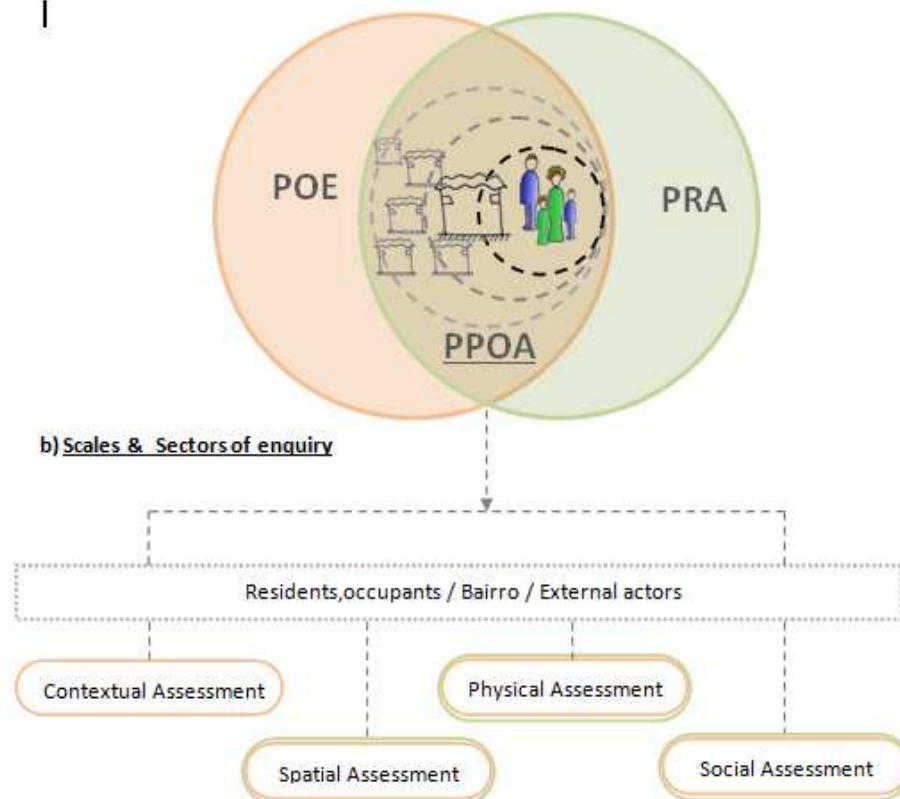 POE
PRA
PPOA
b) Scales & Sectors of enquiry
Residents,occupants / Bairro / External actors
Contextual Assessment
Physical Assessment
Spatial Assessment
Social Assessment